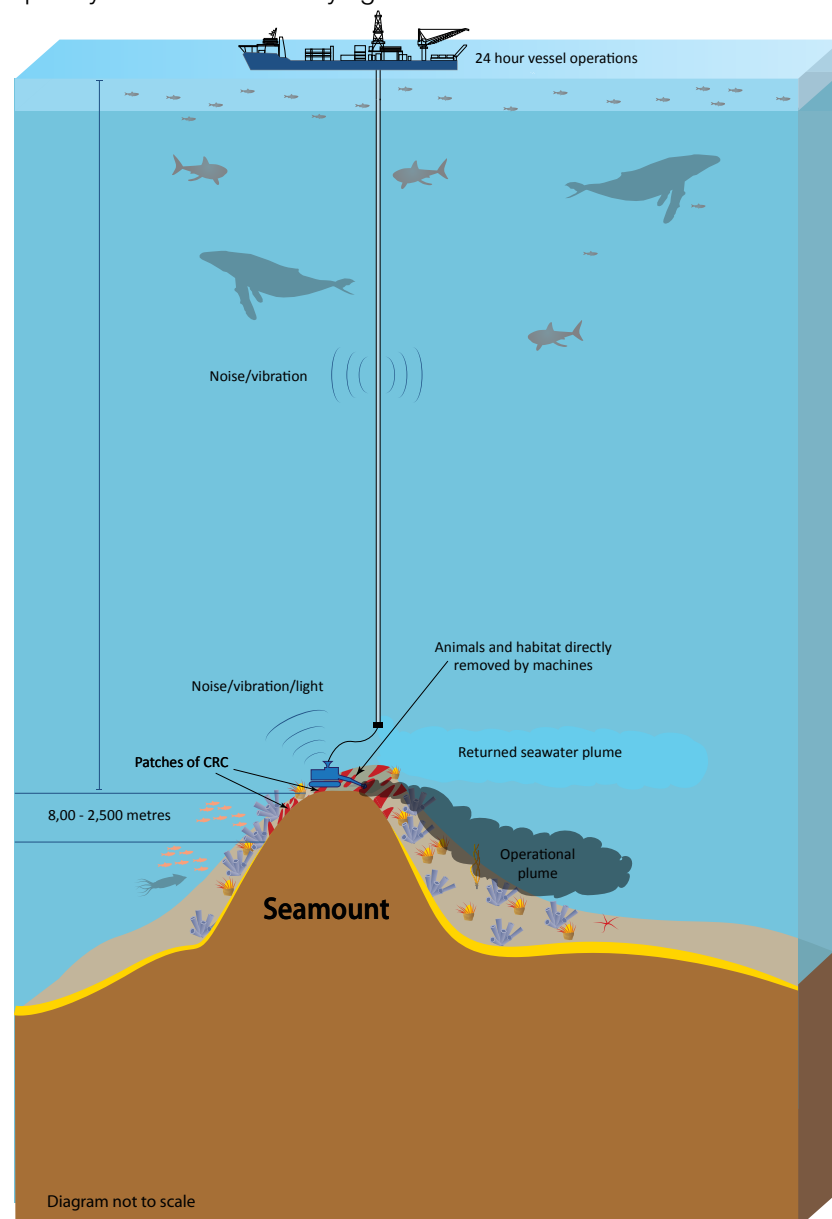 24 hour vessel operations
Noise/vibration
Animals and habitat directly
removed by machines
Noise/vibration/light
Returned seawater plume
Patches of CRC
8,00 - 2,500 metres
Operational
plume
Seamount
Diagram not to scale